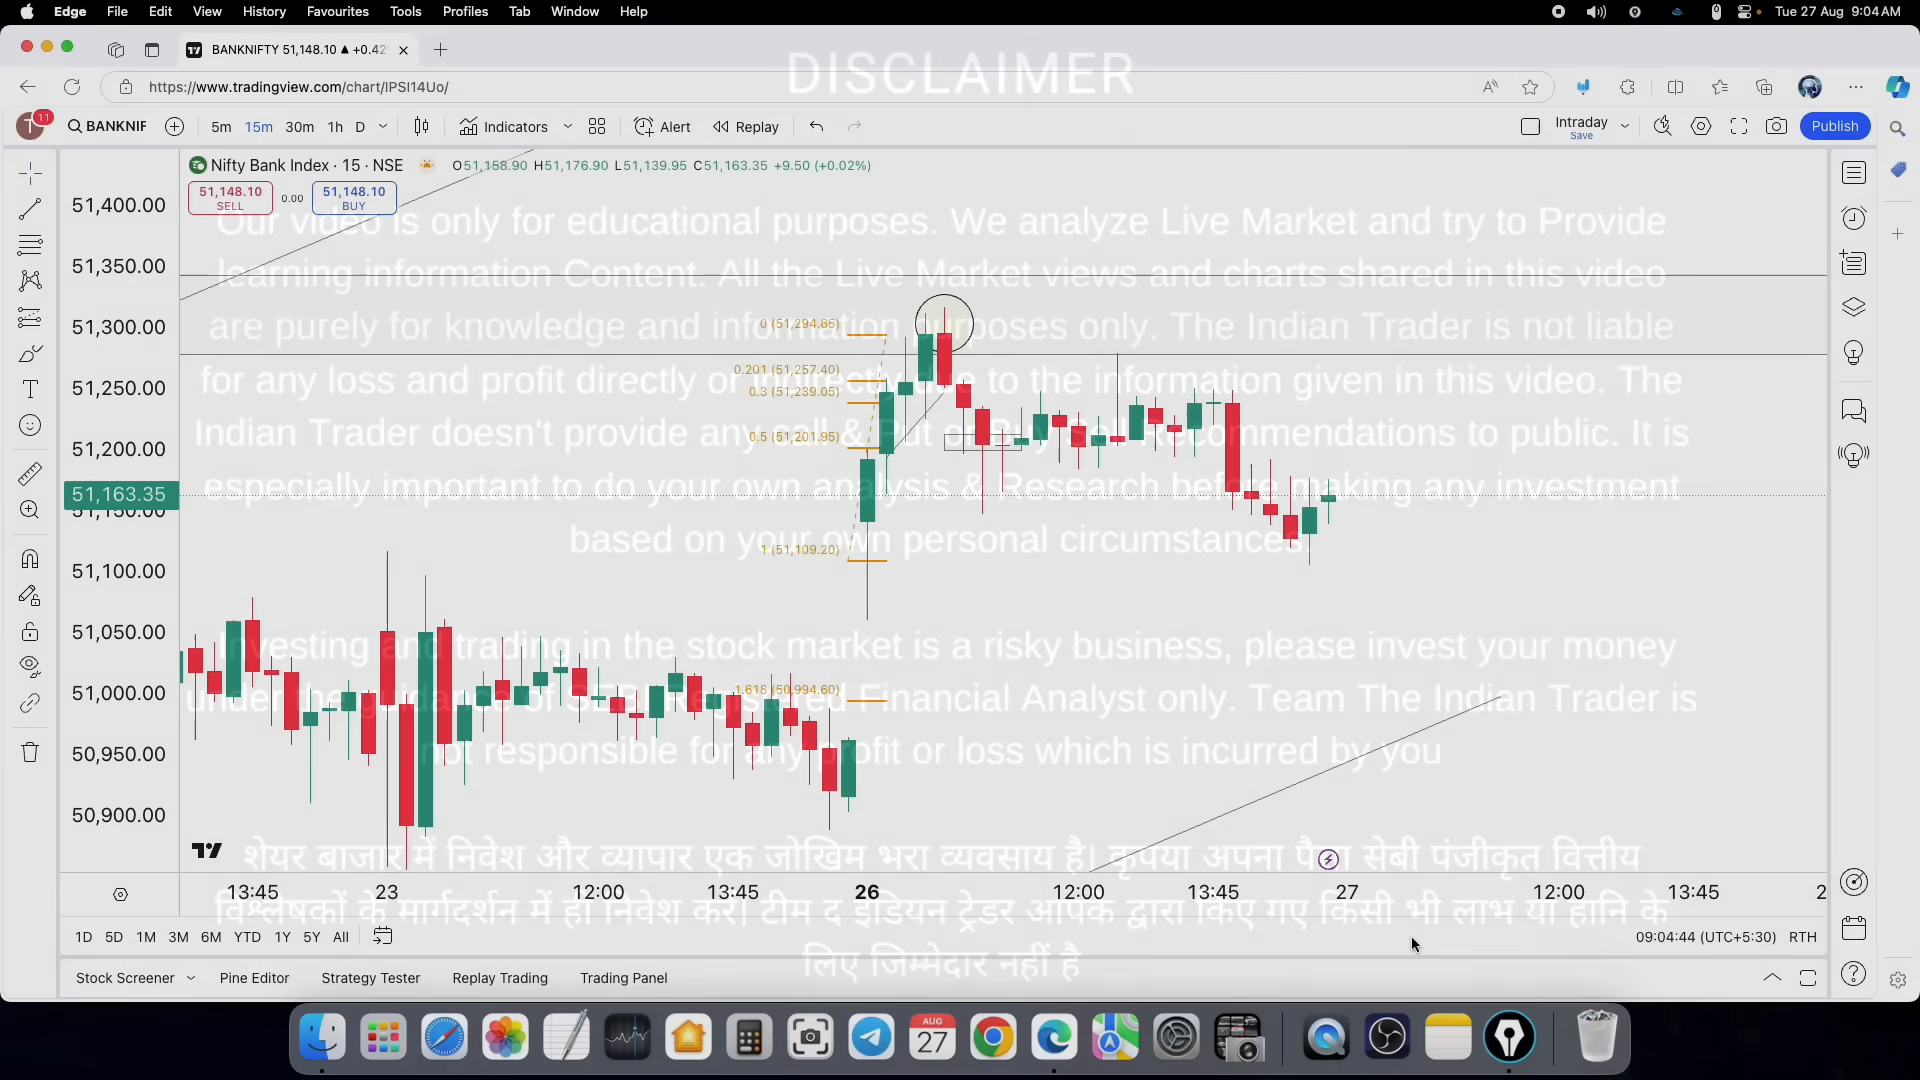 Edge File Edit View History Favourites Tools Profiles Tab Window Help Tue 27 Aug 9:04 AM
BANKNIFTY 51,148.10 ▲ +0.42
DISCLAIMER
https://www.tradingview.com/chart/IPSI14Uo/
T 11 BANKNIF 5m 15m 30m 1h D Indicators Alert Replay Intraday Save Publish
Nifty Bank Index · 15 · NSE O51,158.90 H51,176.90 L51,139.95 C51,163.35 +9.50 (+0.02%)
51,148.10 SELL 0.00 51,148.10 BUY
Our video is only for educational purposes. We analyze Live Market and try to Provide
learning information Content. All the Live Market views and charts shared in this video
are purely for knowledge and information purposes only. The Indian Trader is not liable
for any loss and profit directly or indirectly due to the information given in this video. The
Indian Trader doesn't provide any Call & Put or Buy Sell Recommendations to public. It is
especially important to do your own analysis & Research before making any investment
based on your own personal circumstances.
Investing and trading in the stock market is a risky business, please invest your money
under the guidance of SEBI Registered Financial Analyst only. Team The Indian Trader is
not responsible for any profit or loss which is incurred by you
शेयर बाजार में निवेश और व्यापार एक जोखिम भरा व्यवसाय है। कृपया अपना पैसा सेबी पंजीकृत वित्तीय
विश्लेषकों के मार्गदर्शन में ही निवेश करें। टीम द इंडियन ट्रेडर आपके द्वारा किए गए किसी भी लाभ या हानि के
लिए जिम्मेदार नहीं है
51,400.00
51,350.00
51,300.00
51,250.00
51,200.00
51,163.35
51,150.00
51,100.00
51,050.00
51,000.00
50,950.00
50,900.00
0 (51,294.65)
0.201 (51,257.40)
0.3 (51,239.05)
0.5 (51,201.95)
1 (51,109.20)
1.618 (50,994.60)
13:45 23 12:00 13:45 26 12:00 13:45 27 12:00 13:45 2
1D 5D 1M 3M 6M YTD 1Y 5Y All 09:04:44 (UTC+5:30) RTH
Stock Screener Pine Editor Strategy Tester Replay Trading Trading Panel
AUG
27